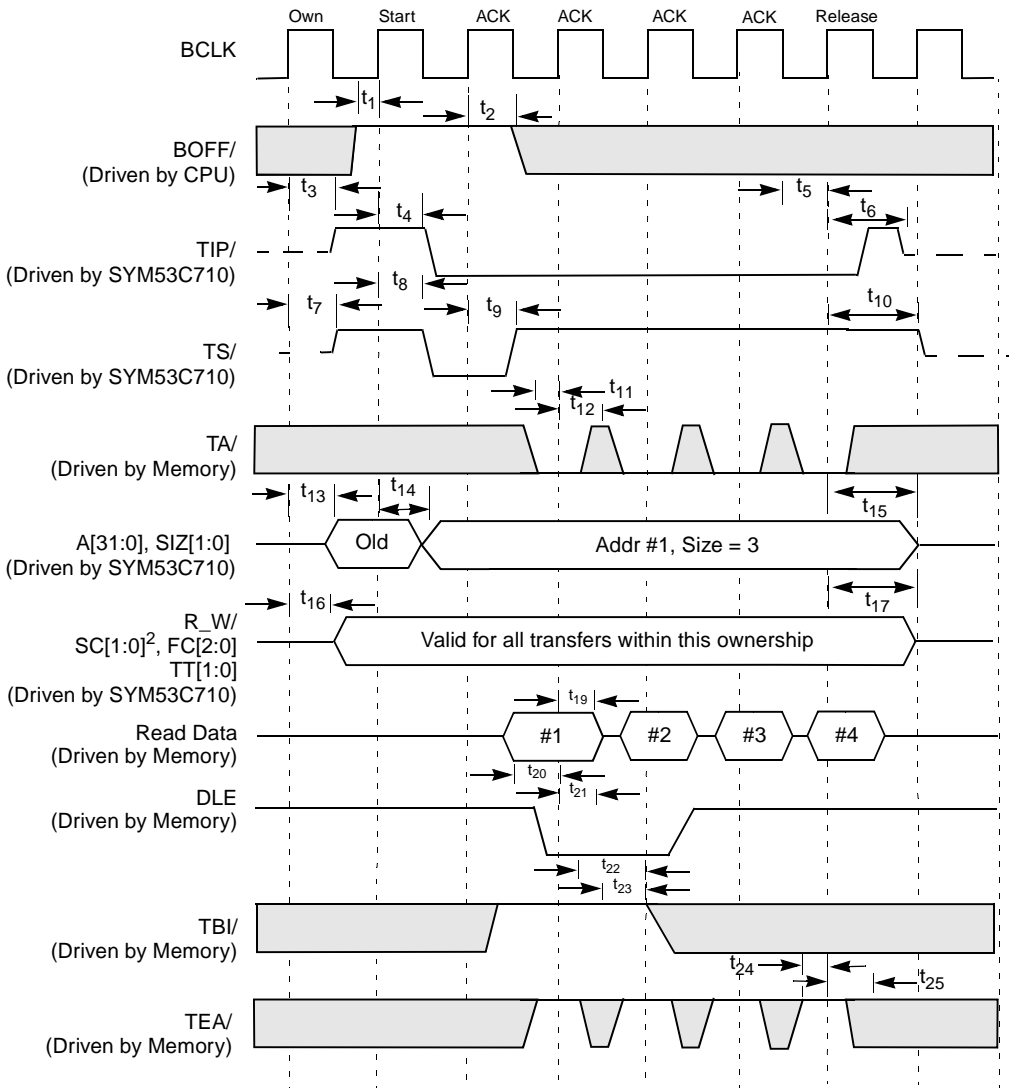 Own Start ACK ACK ACK ACK Release
BCLK
t1 t2
BOFF/
(Driven by CPU)
t3 t4 t5 t6
TIP/
(Driven by SYM53C710)
t8
t7 t9 t10
TS/
(Driven by SYM53C710)
t11
t12
TA/
(Driven by Memory)
t13 t14 t15
A[31:0], SIZ[1:0]
(Driven by SYM53C710)
Old Addr #1, Size = 3
t16 t17
R_W/
SC[1:0]2, FC[2:0]
TT[1:0]
(Driven by SYM53C710)
Valid for all transfers within this ownership
t19
Read Data
(Driven by Memory)
#1 #2 #3 #4
t20
t21
DLE
(Driven by Memory)
t22
t23
TBI/
(Driven by Memory)
t24 t25
TEA/
(Driven by Memory)